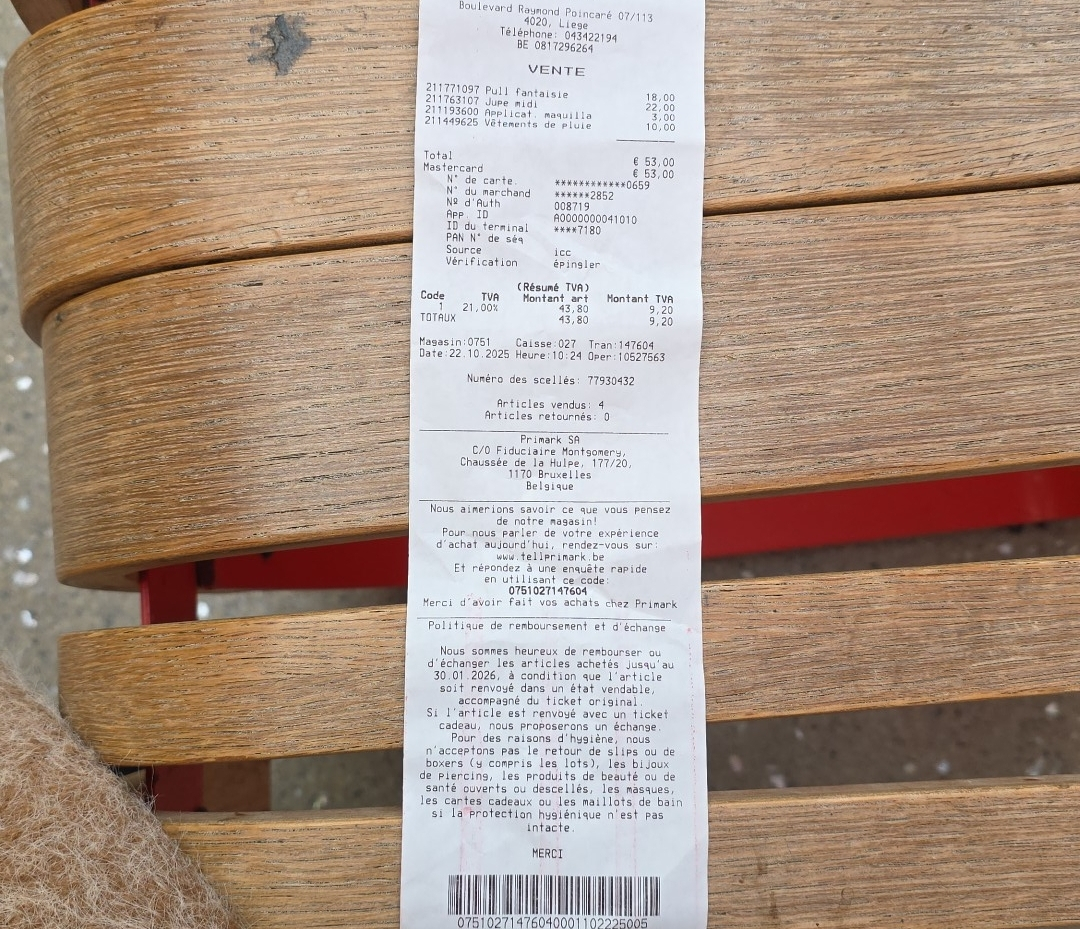 Boulevard Raymond Poincaré 07/113
4020, Liege
Téléphone: 043422194
BE 0817296264
VENTE
211771097 Pull fantaisie 18,00
211763107 Jupe midi 22,00
211193600 Applicat. maquilla 3,00
211449625 Vêtements de pluie 10,00
Total € 53,00
Mastercard € 53,00
N° de carte. ************0659
N° du marchand ******2852
Nº d'Auth 008719
App. ID A0000000041010
ID du terminal ****7180
PAN N° de séq
Source icc
Vérification épingler
(Résumé TVA)
Code TVA Montant art Montant TVA
1 21,00% 43,80 9,20
TOTAUX 43,80 9,20
Magasin:0751 Caisse:027 Tran:147604
Date:22.10.2025 Heure:10:24 Oper:10527563
Numéro des scellés: 77930432
Articles vendus: 4
Articles retournés: 0
Primark SA
C/O Fiduciaire Montgomery,
Chaussée de la Hulpe, 177/20,
1170 Bruxelles
Belgique
Nous aimerions savoir ce que vous pensez
de notre magasin!
Pour nous parler de votre expérience
d'achat aujourd'hui, rendez-vous sur:
www.tellprimark.be
Et répondez à une enquête rapide
en utilisant ce code:
0751027147604
Merci d'avoir fait vos achats chez Primark
Politique de remboursement et d'échange
Nous sommes heureux de rembourser ou
d'échanger les articles achetés jusqu'au
30.01.2026, à condition que l'article
soit renvoyé dans un état vendable,
accompagné du ticket original.
Si l'article est renvoyé avec un ticket
cadeau, nous proposerons un échange.
Pour des raisons d'hygiène, nous
n'acceptons pas le retour de slips ou de
boxers (y compris les lots), les bijoux
de piercing, les produits de beauté ou de
santé ouverts ou descellés, les masques,
les cartes cadeaux ou les maillots de bain
si la protection hygiénique n'est pas
intacte.
MERCI
07510271476040001102225005